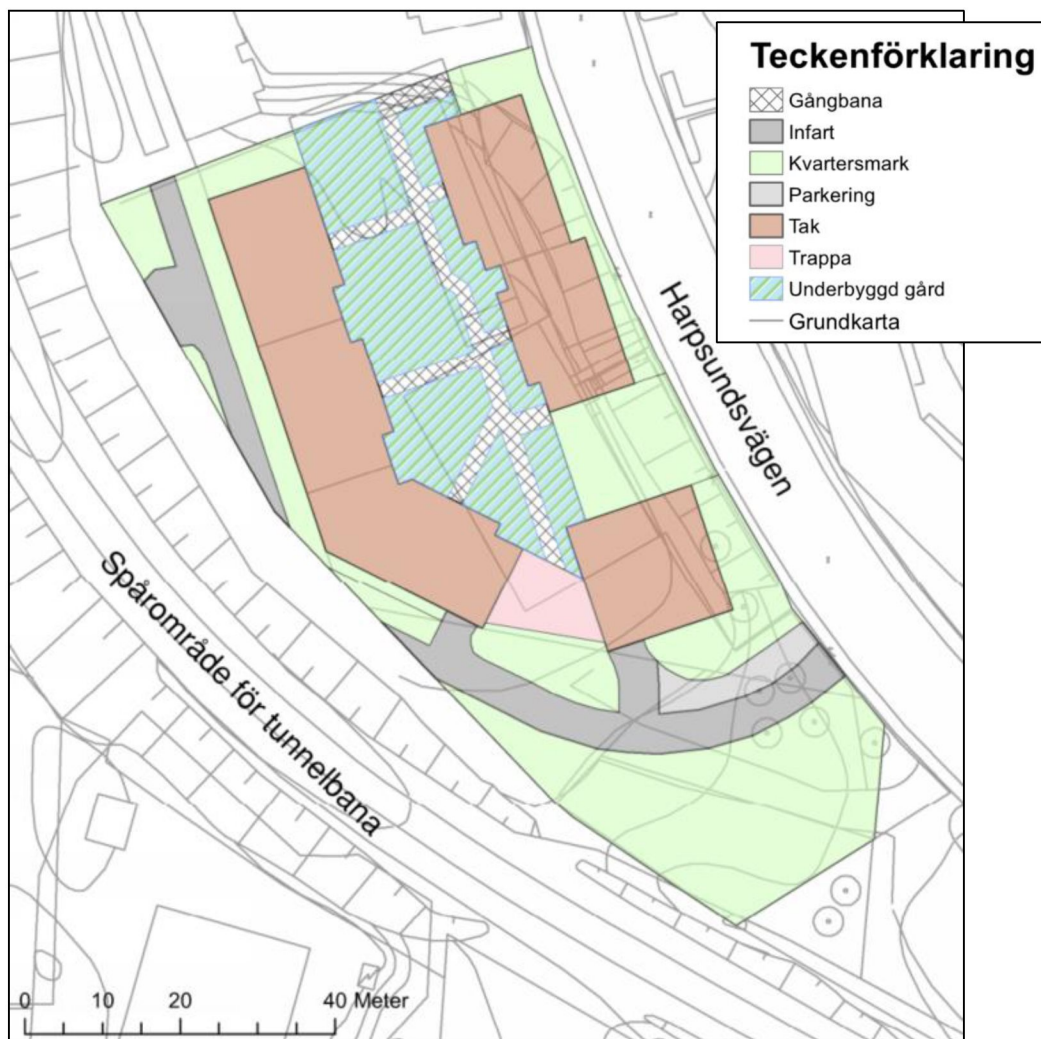 Teckenförklaring
Gångbana
Infart
Kvartersmark
Parkering
Tak
Trappa
Underbyggd gård
Grundkarta
Harpsundsvägen
Spårområde för tunnelbana
0 10 20 40 Meter